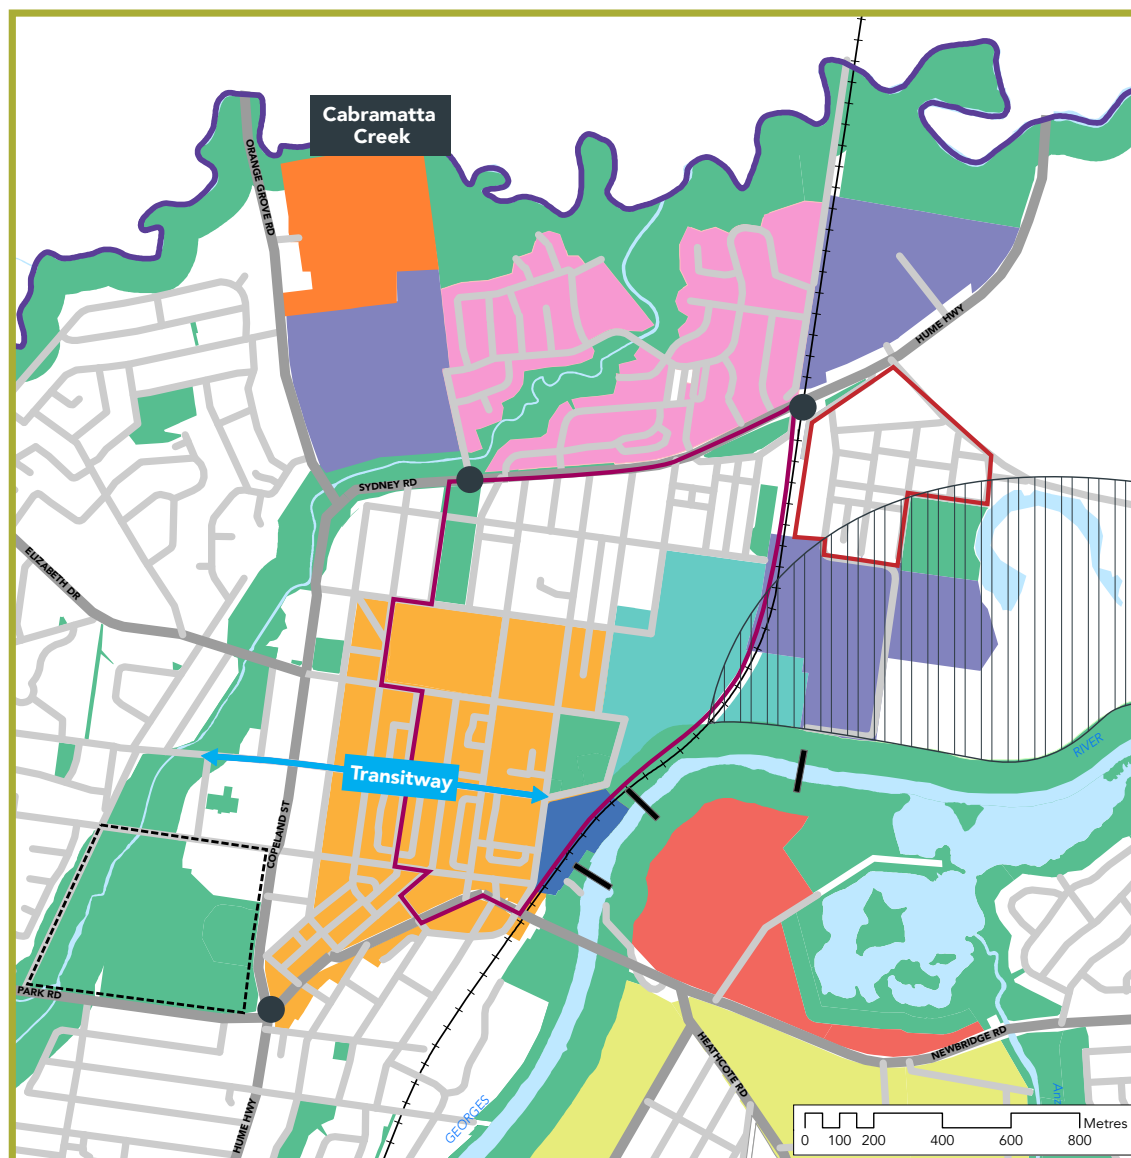 Cabramatta
Creek
ORANGE GROVE RD
HUME HWY
SYDNEY RD
ELIZABETH DR
Transitway
COPELAND ST
RIVER
PARK RD
HEATHCOTE RD
NEWBRIDGE RD
GEORGES
HUME HWY
Anz
Metres
0 100 200 400 600 800